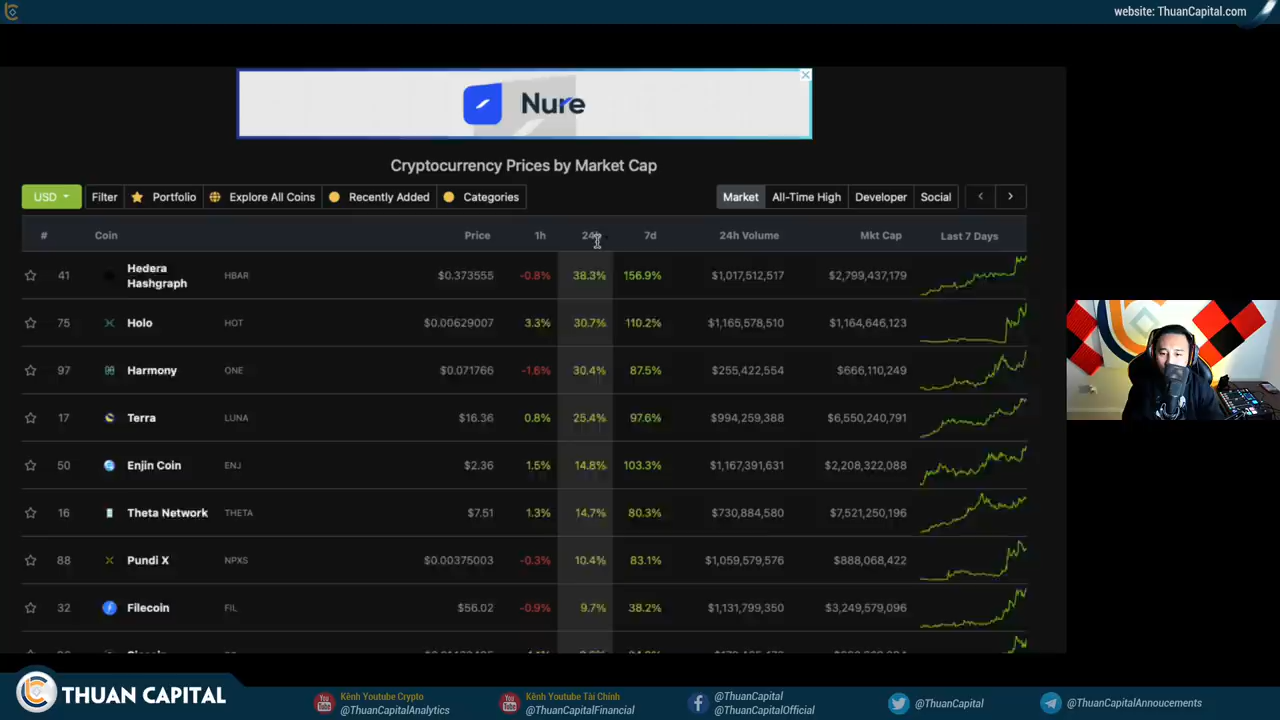 website: ThuanCapital.com
Nure
Cryptocurrency Prices by Market Cap
USD Filter Portfolio Explore All Coins Recently Added Categories Market All-Time High Developer Social
# Coin Price 1h 24h 7d 24h Volume Mkt Cap Last 7 Days
41 Hedera Hashgraph HBAR $0.373555 -0.8% 38.3% 156.9% $1,017,512,517 $2,799,437,179
75 Holo HOT $0.00629007 3.3% 30.7% 110.2% $1,165,578,510 $1,164,646,123
97 Harmony ONE $0.071766 -1.6% 30.4% 87.5% $255,422,554 $666,110,249
17 Terra LUNA $16.36 0.8% 25.4% 97.6% $994,259,388 $6,550,240,791
50 Enjin Coin ENJ $2.36 1.5% 14.8% 103.3% $1,167,391,631 $2,208,322,088
16 Theta Network THETA $7.51 1.3% 14.7% 80.3% $730,884,580 $7,521,250,196
88 Pundi X NPXS $0.00375003 -0.3% 10.4% 83.1% $1,059,579,576 $888,068,422
32 Filecoin FIL $56.02 -0.9% 9.7% 38.2% $1,131,799,350 $3,249,579,096
THUAN CAPITAL
Kênh Youtube Crypto
@ThuanCapitalAnalytics
Kênh Youtube Tài Chính
@ThuanCapitalFinancial
@ThuanCapital
@ThuanCapitalOfficial
@ThuanCapital
@ThuanCapitalAnnoucements